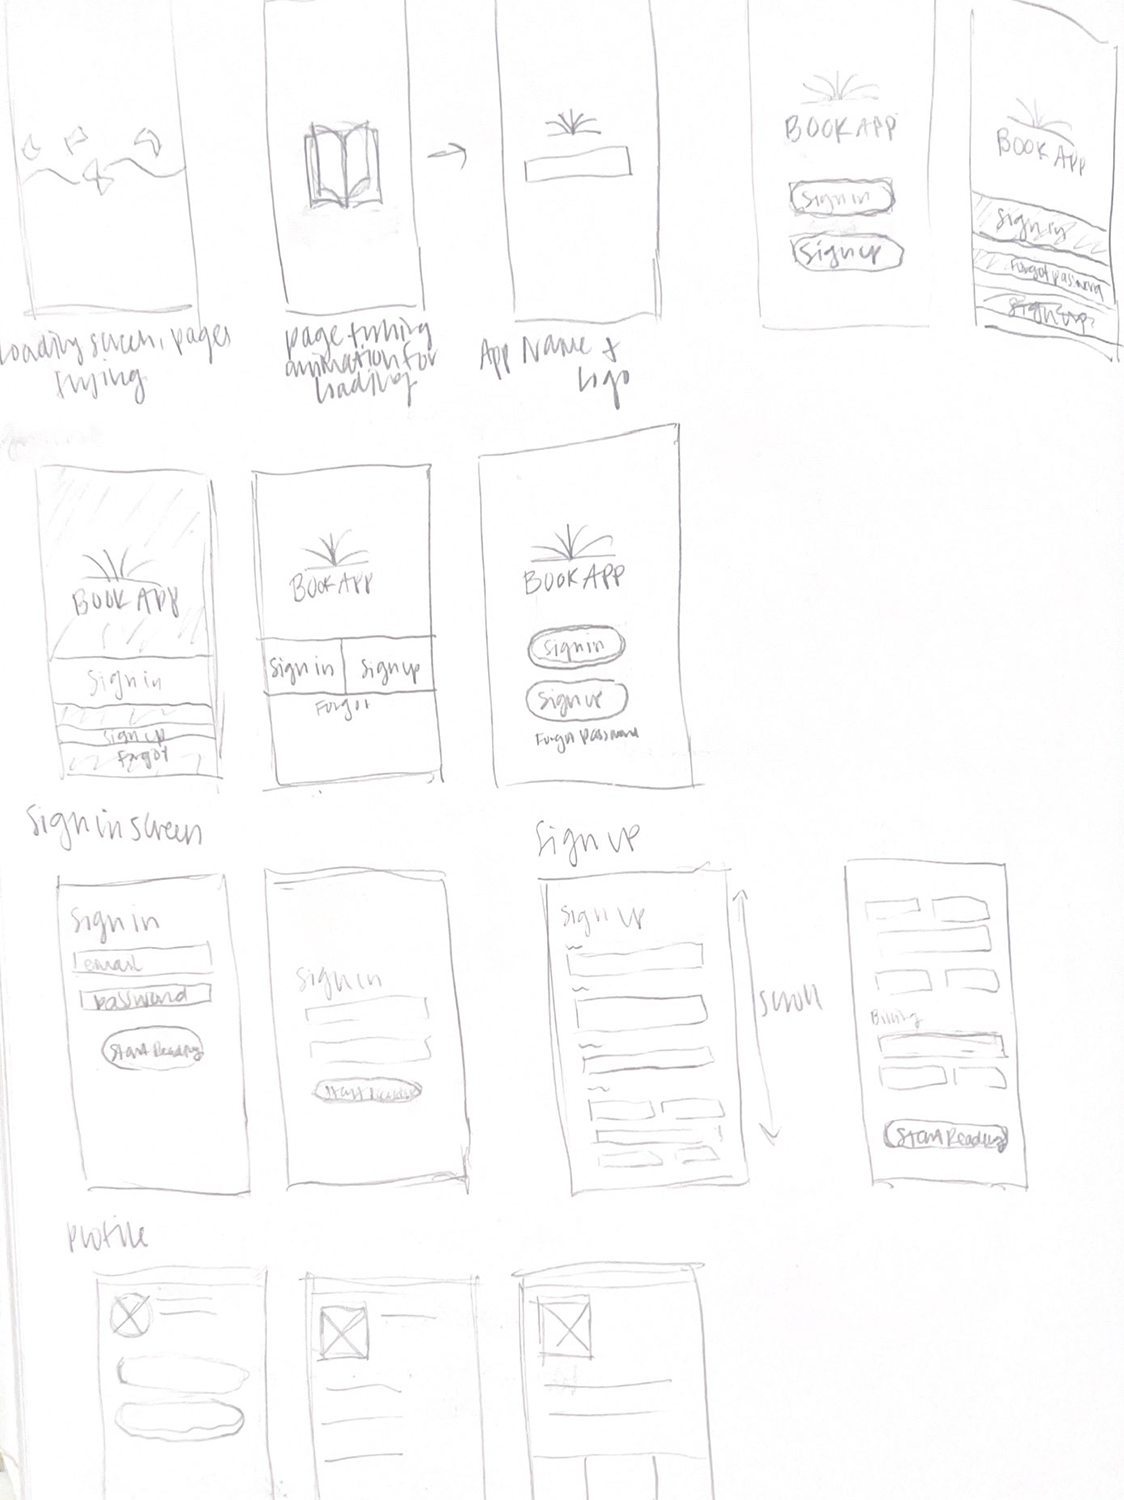 BOOK APP
Sign in
Sign up
BOOK APP
Sign in
Forgot password
Sign up
Loading screen, pages
flying
page turning
animation for
loading
App Name +
logo
BOOK APP
Sign in
Sign up
Forgot
BOOK APP
Sign in
Sign up
Forgot
BOOK APP
Sign in
Sign up
Forgot password
Sign in screen
Sign in
email
password
Start Reading
Sign in
Start Reading
Sign up
Sign up
scroll
Billing
Start Reading
Profile